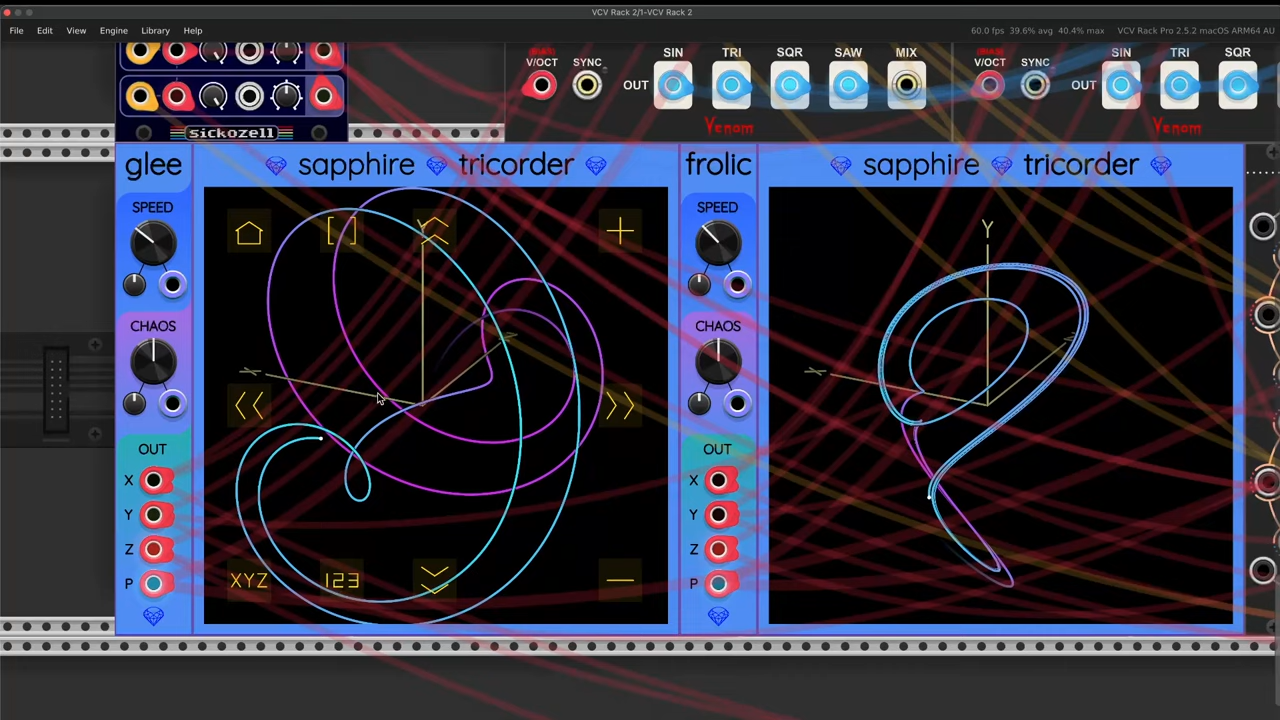 VCV Rack 2/1-VCV Rack 2
File Edit View Engine Library Help
60.0 fps 39.6% avg 40.4% max VCV Rack Pro 2.5.2 macOS ARM64 AU
(BIAS) V/OCT SYNC OUT SIN TRI SQR SAW MIX
(BIAS) V/OCT SYNC OUT SIN TRI SQR
sickozell
Venom
Venom
glee
sapphire tricorder
frolic
sapphire tricorder
SPEED
SPEED
CHAOS
CHAOS
OUT
OUT
X
X
Y
Y
Z
Z
P
P
[ ]
+
Y
X
Z
<<
>>
XYZ
123
—
Y
X
Z